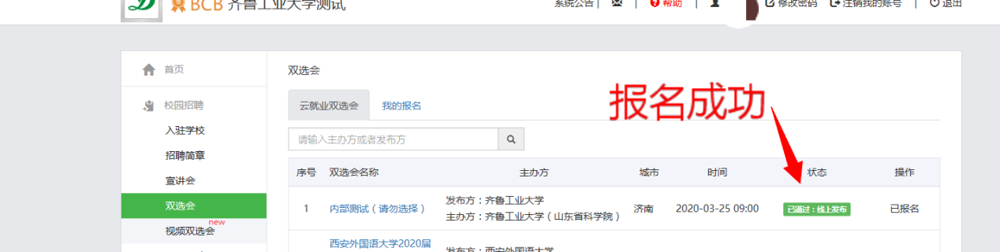 BCB 齐鲁工业大学测试
系统公告 | | 帮助 | 修改密码 注销我的账号 | 退出
首页
校园招聘
入驻学校
招聘简章
宣讲会
双选会
视频双选会 new
双选会
云就业双选会 我的报名
报名成功
请输入主办方或者发布方
序号 双选会名称 主办方 城市 时间 状态 操作
1 内部测试（请勿选择） 发布方：齐鲁工业大学 济南 2020-03-25 09:00 已通过：线上发布 已报名
主办方：齐鲁工业大学（山东省科学院）
西安外国语大学2020届
发布方：西安外国语大学